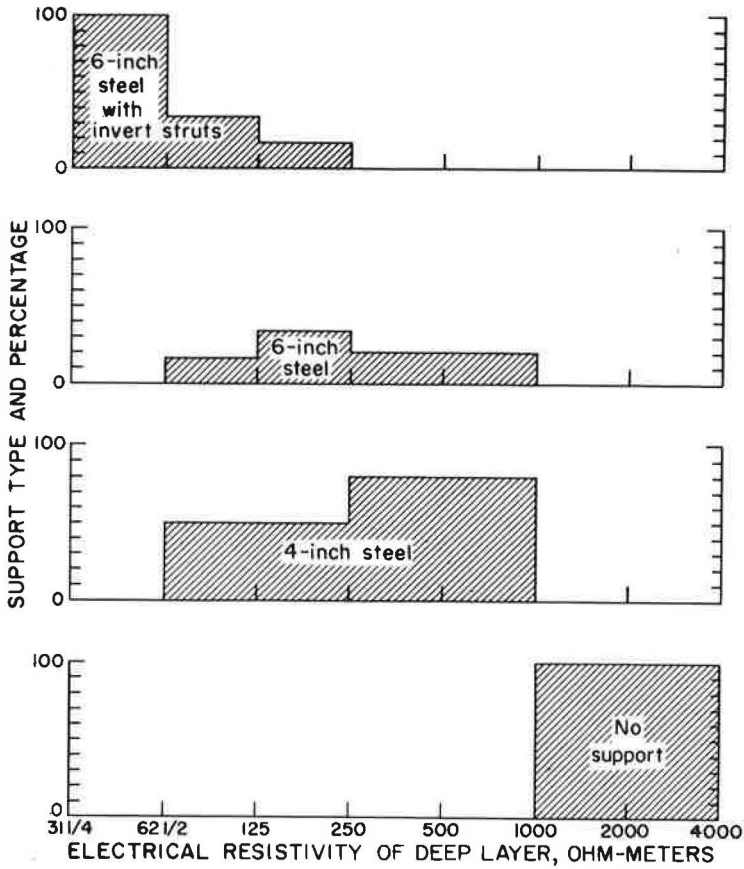 100
6-inch
steel
with
invert struts
0
100
6-inch
steel
0
100
4-inch steel
0
100
No
support
0
31 1/4 62 1/2 125 250 500 1000 2000 4000
ELECTRICAL RESISTIVITY OF DEEP LAYER, OHM-METERS
SUPPORT TYPE AND PERCENTAGE